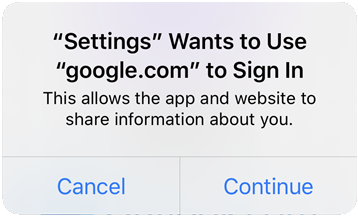 “Settings” Wants to Use
“google.com” to Sign In
This allows the app and website to
share information about you.
Cancel
Continue